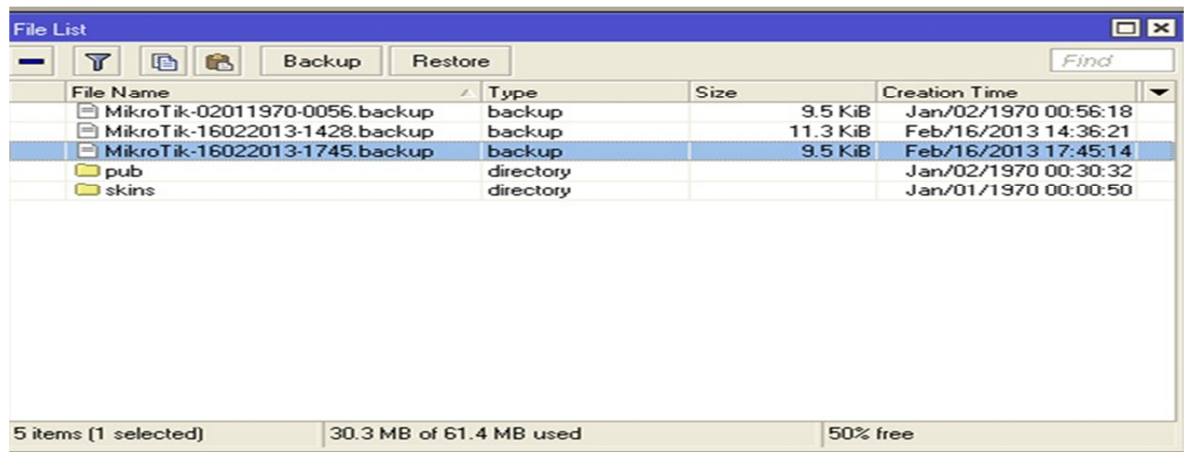 File List
Backup Restore Find
File Name Type Size Creation Time
MikroTik-02011970-0056.backup backup 9.5 KiB Jan/02/1970 00:56:18
MikroTik-16022013-1428.backup backup 11.3 KiB Feb/16/2013 14:36:21
MikroTik-16022013-1745.backup backup 9.5 KiB Feb/16/2013 17:45:14
pub directory Jan/02/1970 00:30:32
skins directory Jan/01/1970 00:00:50
5 items (1 selected) 30.3 MB of 61.4 MB used 50% free